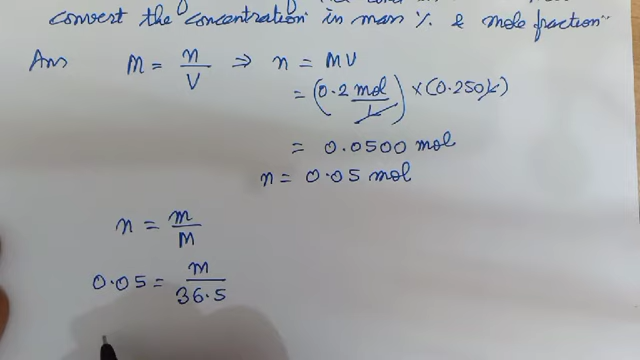 convert the concentration in mass % & mole fraction"
Ans M = n/V ⇒ n = MV
= (0.2 mol/L) × (0.250 L)
= 0.0500 mol
n = 0.05 mol
n = m/M
0.05 = m/36.5